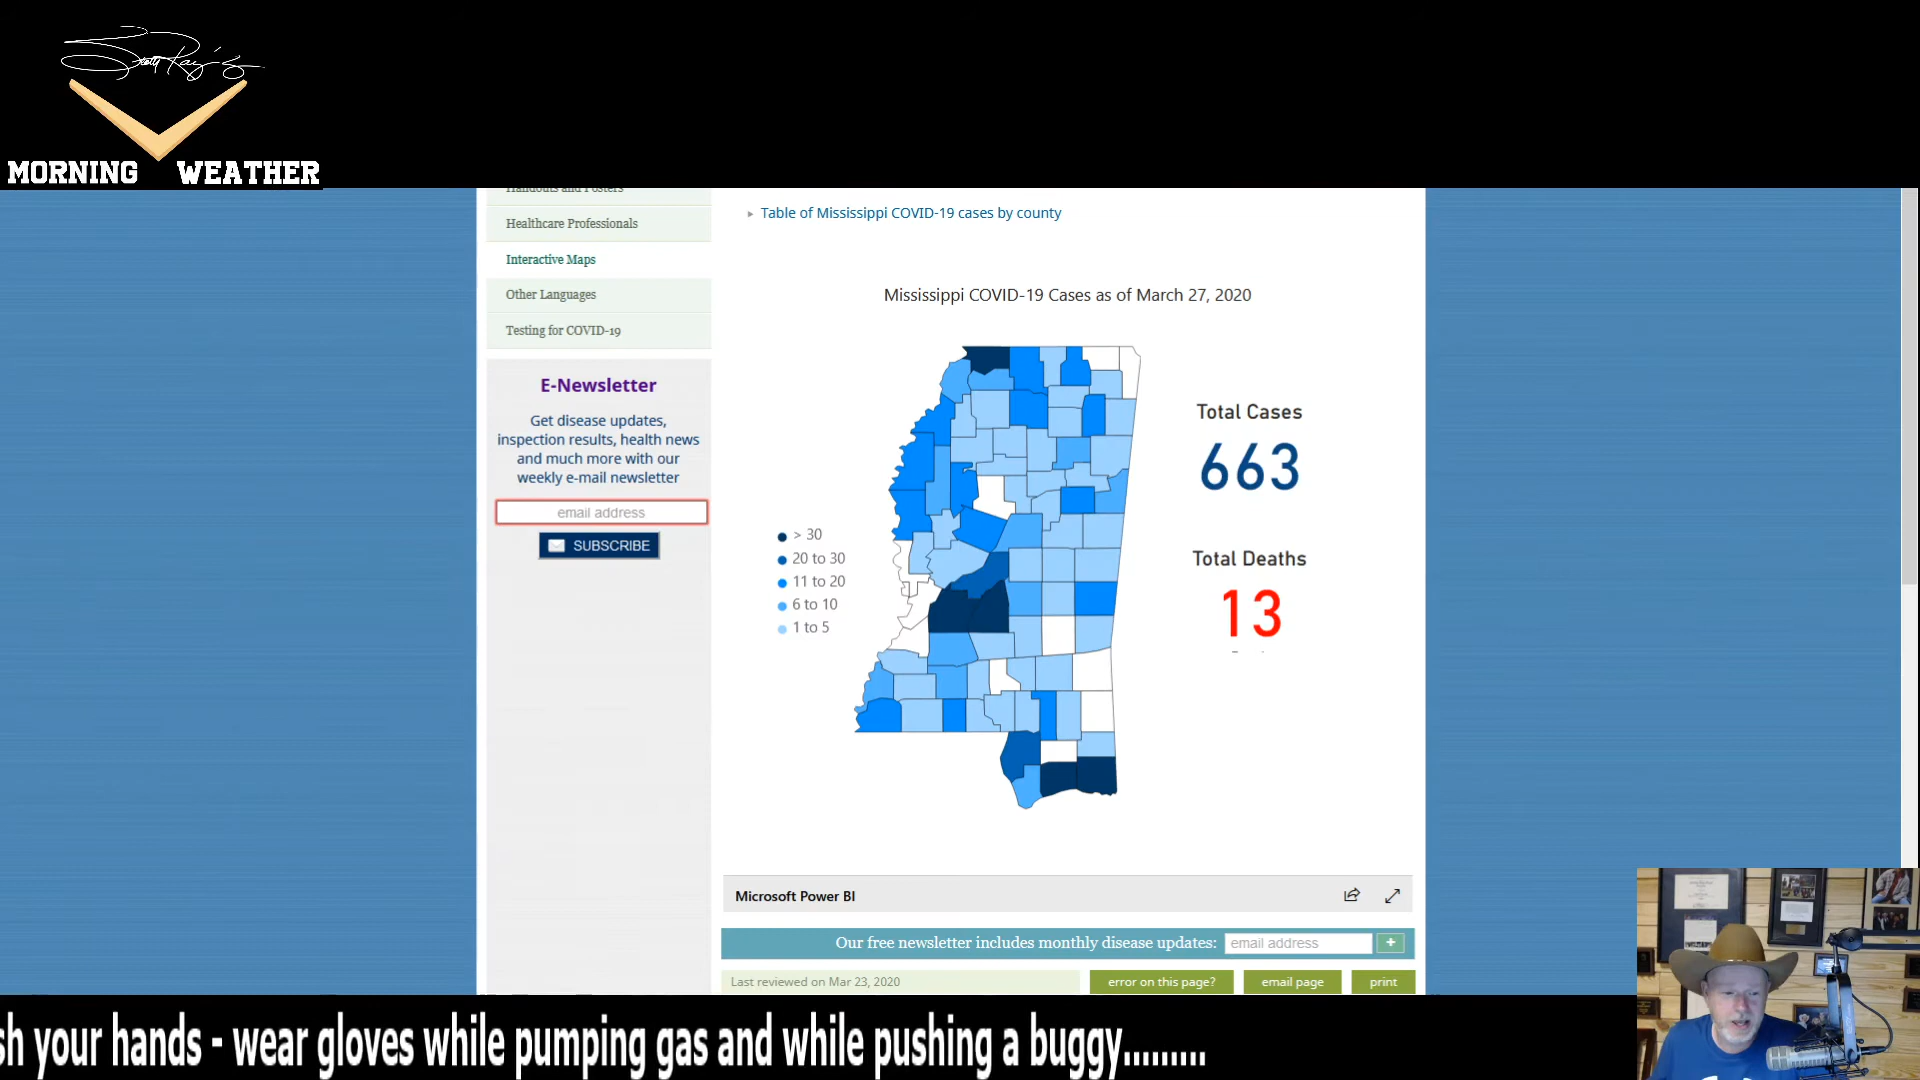 Scott Ray's
MORNING WEATHER
Handouts and Posters
Healthcare Professionals
Interactive Maps
Other Languages
Testing for COVID-19
E-Newsletter
Get disease updates,
inspection results, health news
and much more with our
weekly e-mail newsletter
email address
SUBSCRIBE
Table of Mississippi COVID-19 cases by county
Mississippi COVID-19 Cases as of March 27, 2020
> 30
20 to 30
11 to 20
6 to 10
1 to 5
Total Cases
663
Total Deaths
13
Microsoft Power BI
Our free newsletter includes monthly disease updates:
email address
+
Last reviewed on Mar 23, 2020
error on this page?
email page
print
sh your hands - wear gloves while pumping gas and while pushing a buggy.........